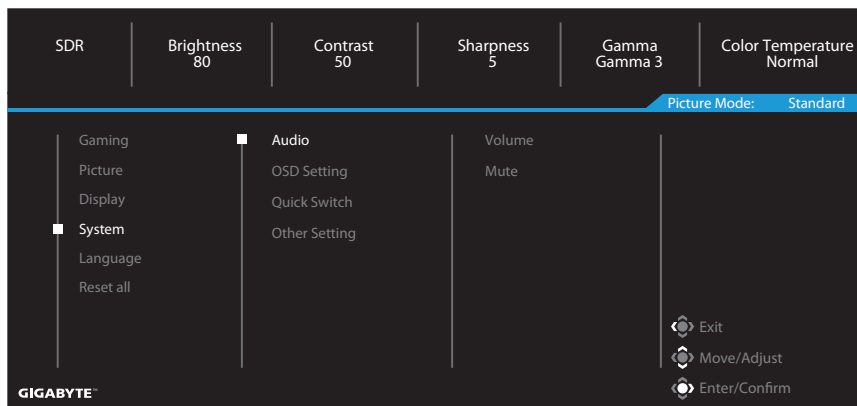 SDR
Brightness
80
Contrast
50
Sharpness
5
Gamma
Gamma 3
Color Temperature
Normal
Picture Mode: Standard
Gaming
Picture
Display
System
Language
Reset all
Audio
OSD Setting
Quick Switch
Other Setting
Volume
Mute
Exit
Move/Adjust
Enter/Confirm
GIGABYTE™